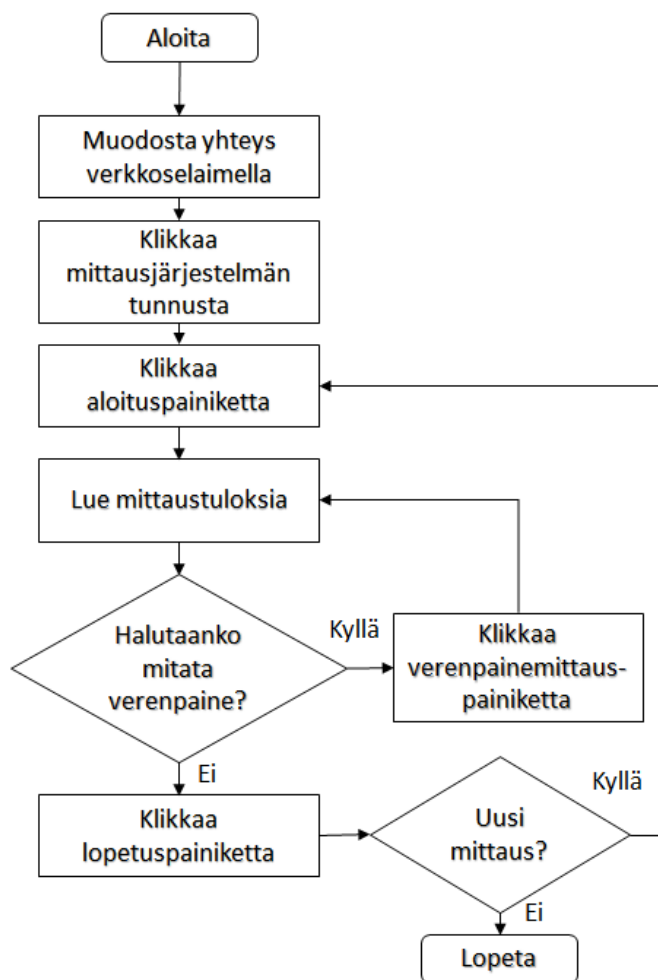 Aloita
Muodosta yhteys
verkkoselaimella
Klikkaa
mittausjärjestelmän
tunnusta
Klikkaa
aloituspainiketta
Lue mittaustuloksia
Halutaanko
mitata
verenpaine?
Kyllä
Klikkaa
verenpainemittaus-
painiketta
Ei
Klikkaa
lopetuspainiketta
Uusi
mittaus?
Kyllä
Ei
Lopeta